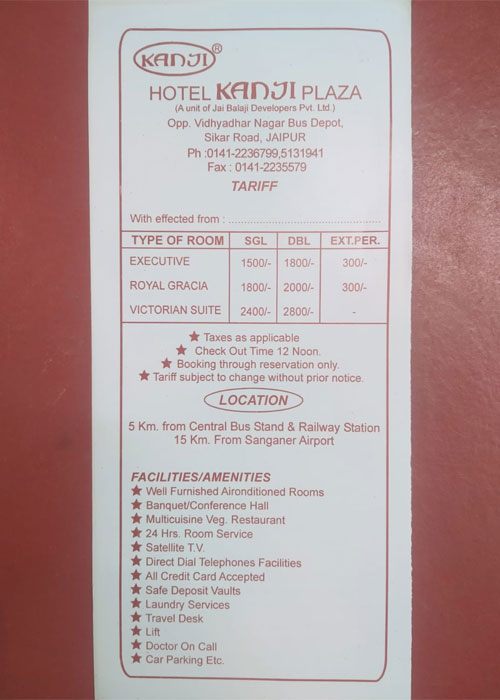 KANJI®
HOTEL KANJI PLAZA
(A unit of Jai Balaji Developers Pvt. Ltd.)
Opp. Vidhyadhar Nagar Bus Depot,
Sikar Road, JAIPUR
Ph :0141-2236799,5131941
Fax : 0141-2235579
TARIFF
With effected from : ................................................
TYPE OF ROOM SGL DBL EXT.PER.
EXECUTIVE 1500/- 1800/- 300/-
ROYAL GRACIA 1800/- 2000/- 300/-
VICTORIAN SUITE 2400/- 2800/- -
★ Taxes as applicable
★ Check Out Time 12 Noon.
★ Booking through reservation only.
★ Tariff subject to change without prior notice.
LOCATION
5 Km. from Central Bus Stand & Railway Station
15 Km. From Sanganer Airport
FACILITIES/AMENITIES
★ Well Furnished Aironditioned Rooms
★ Banquet/Conference Hall
★ Multicuisine Veg. Restaurant
★ 24 Hrs. Room Service
★ Satellite T.V.
★ Direct Dial Telephones Facilities
★ All Credit Card Accepted
★ Safe Deposit Vaults
★ Laundry Services
★ Travel Desk
★ Lift
★ Doctor On Call
★ Car Parking Etc.